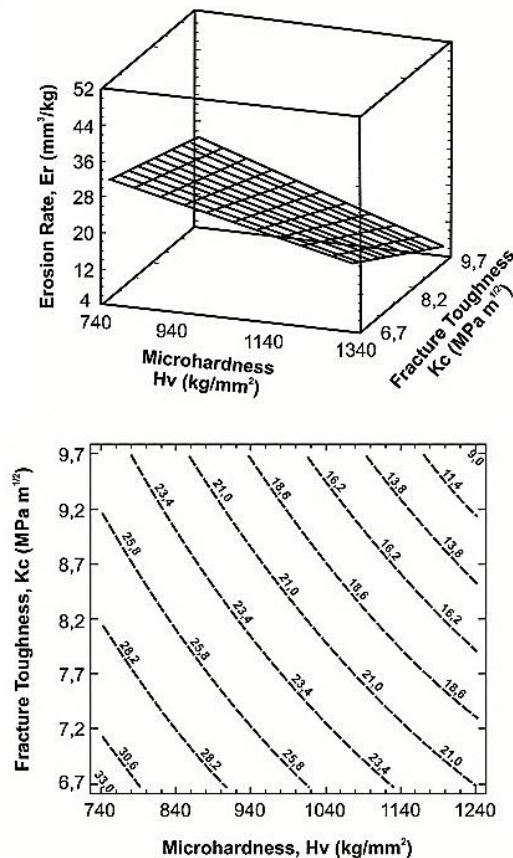 Erosion Rate, Er (mm³/kg)
52
44
36
28
20
12
4
740
940
1140
1340
Microhardness
Hv (kg/mm²)
6,7
8,2
9,7
Fracture Toughness
Kc (MPa m¹/²)
Fracture Toughness, Kc (MPa m¹/²)
9,7
9,2
8,7
8,2
7,7
7,2
6,7
23,4 21,0 18,6 16,2 13,8 11,4 9,0
25,8 23,4 21,0 18,6 16,2 13,8
28,2 25,8 23,4 21,0 18,6 16,2
30,6 28,2 25,8 23,4 21,0 18,6
33,0
740 840 940 1040 1140 1240
Microhardness, Hv (kg/mm²)